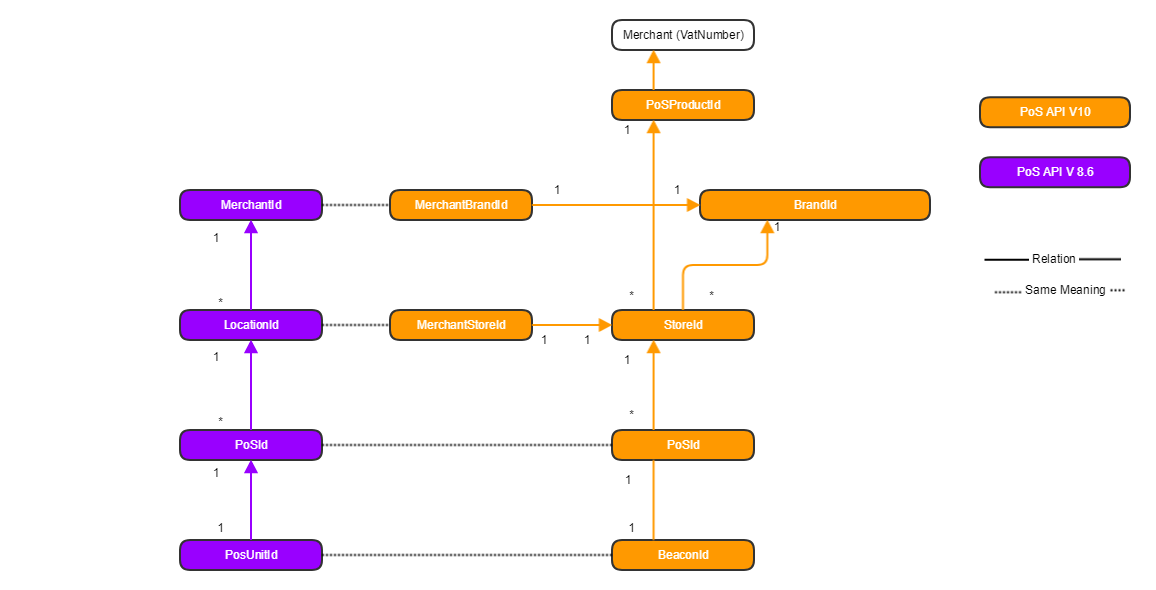 Merchant (VatNumber)
PoSProductId
PoS API V10
1
PoS API V 8.6
MerchantId
MerchantBrandId
1
1
BrandId
1
1
Relation
Same Meaning
*
*
*
LocationId
MerchantStoreId
StoreId
1
1
1
1
*
*
PoSId
PoSId
1
1
1
1
PosUnitId
BeaconId